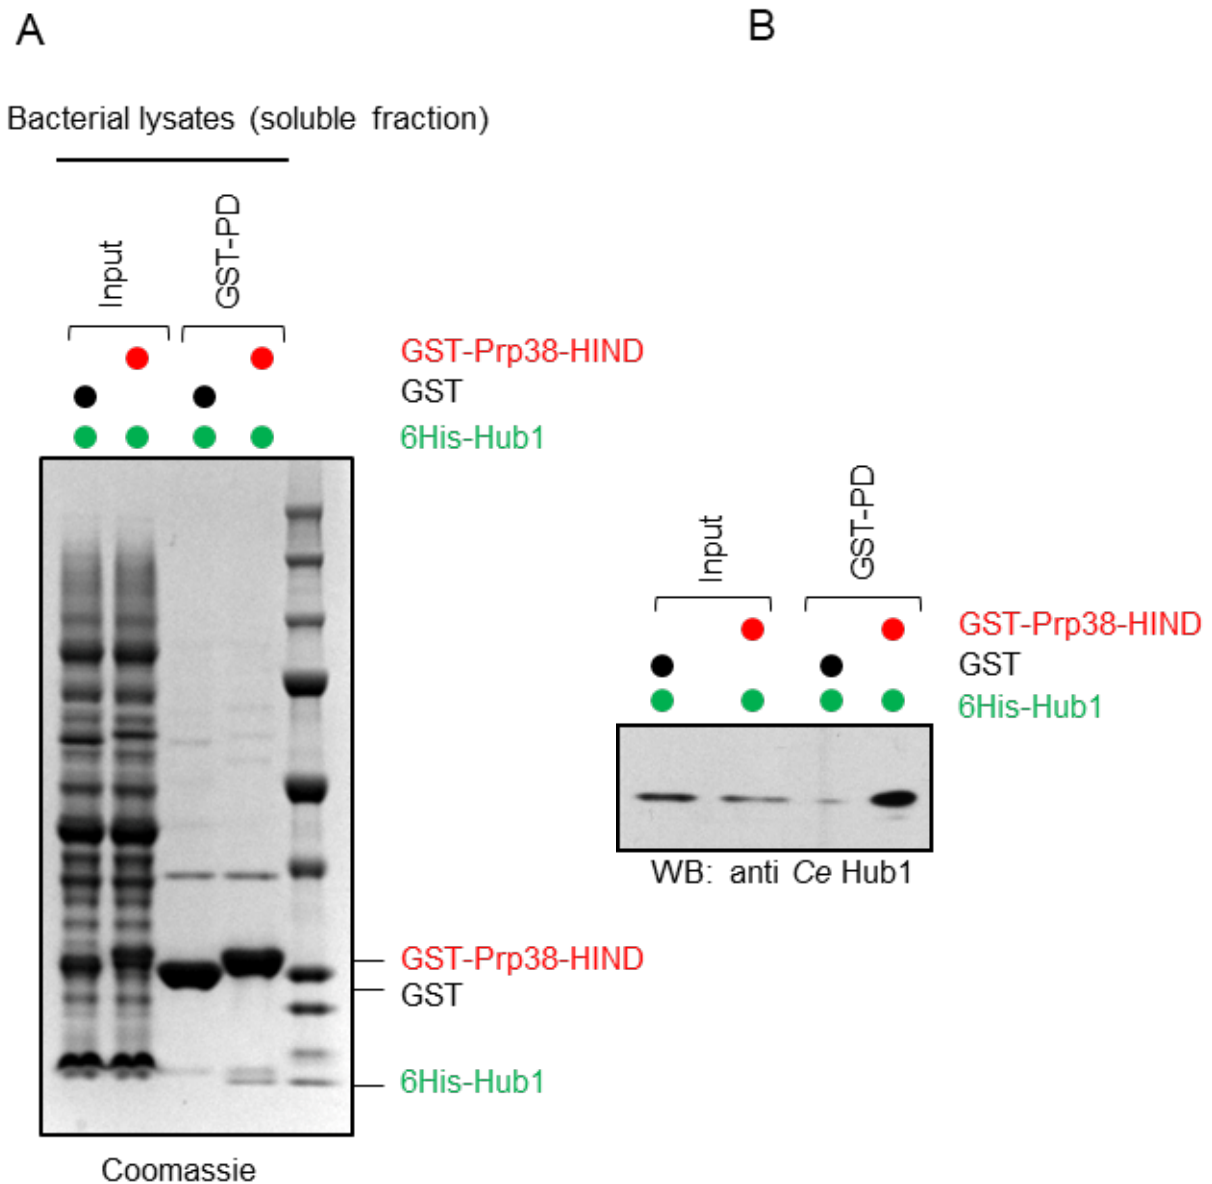 A
B
Bacterial lysates (soluble fraction)
Input
GST-PD
GST-Prp38-HIND
GST
6His-Hub1
Input
GST-PD
GST-Prp38-HIND
GST
6His-Hub1
WB: anti Ce Hub1
GST-Prp38-HIND
GST
6His-Hub1
Coomassie